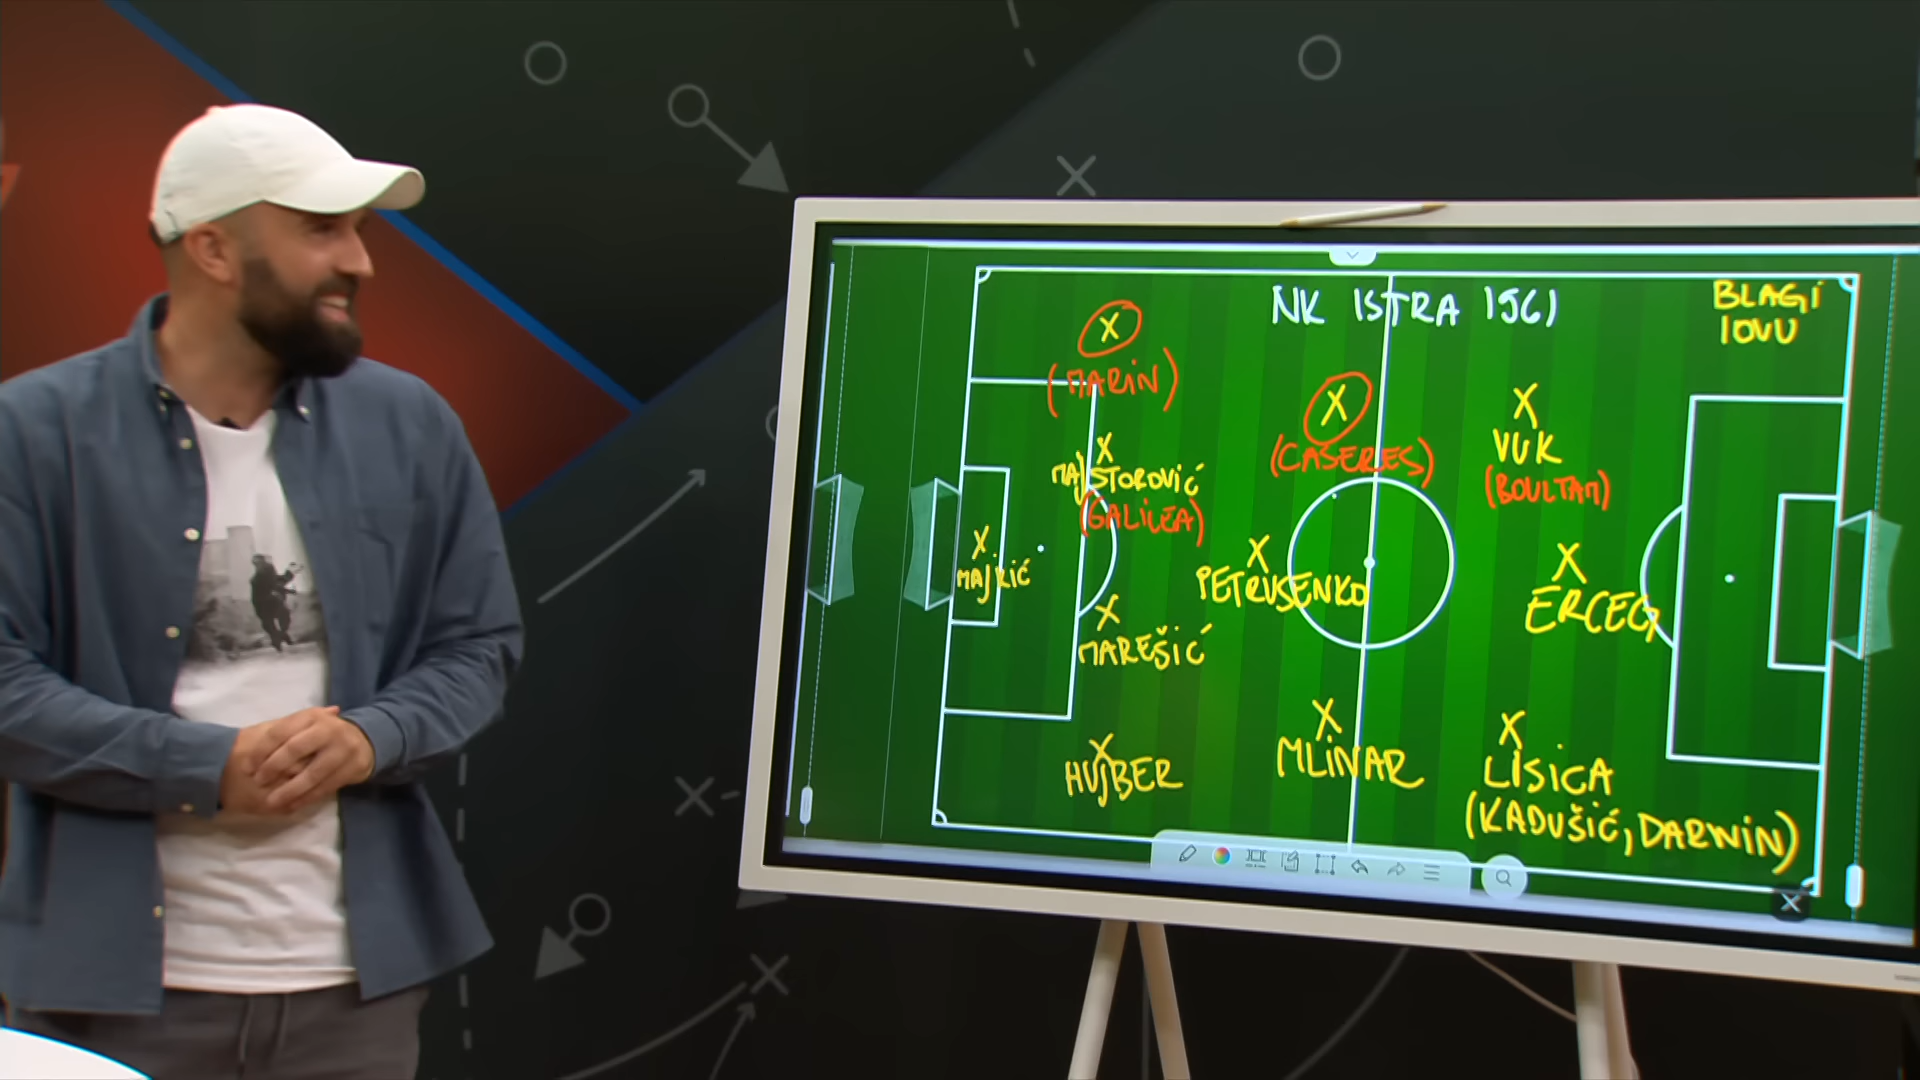 NK ISTRA 1961
BLAGI
IOVU
X
(MARIN)
X
(CASERES)
X
VUK
(BOULTAM)
X
MAJSTOROVIĆ
(GALILEA)
X
MAJKIĆ
X
PETRUSENKO
X
ERCEG
X
MAREŠIĆ
X
HUJBER
X
MLINAR
X
LISICA
(KADUŠIĆ, DARWIN)